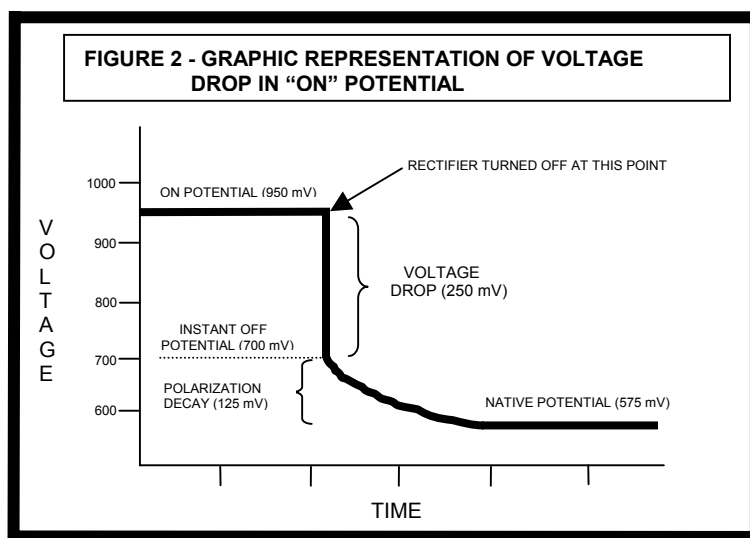 FIGURE 2 - GRAPHIC REPRESENTATION OF VOLTAGE
DROP IN “ON” POTENTIAL
RECTIFIER TURNED OFF AT THIS POINT
1000
ON POTENTIAL (950 mV)
VOLTAGE
900
VOLTAGE
DROP (250 mV)
800
INSTANT OFF
POTENTIAL (700 mV)
700
POLARIZATION
DECAY (125 mV)
NATIVE POTENTIAL (575 mV)
600
TIME